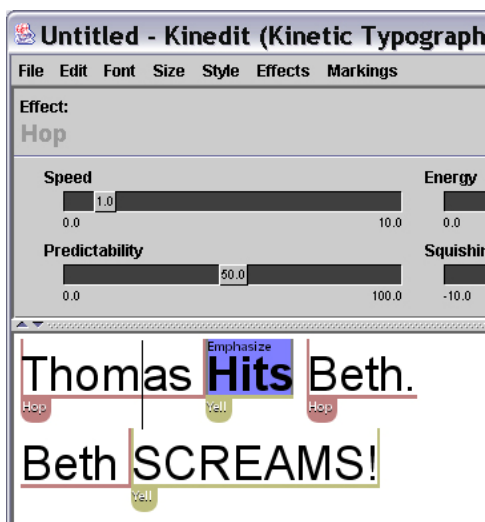 Untitled - Kinedit (Kinetic Typograph
File Edit Font Size Style Effects Markings
Effect:
Hop
Speed Energy
1.0
0.0 10.0 0.0
Predictability Squishin
50.0
0.0 100.0 -10.0
Emphasize
Thomas Hits Beth.
Hop Yell Hop
Beth SCREAMS!
Yell